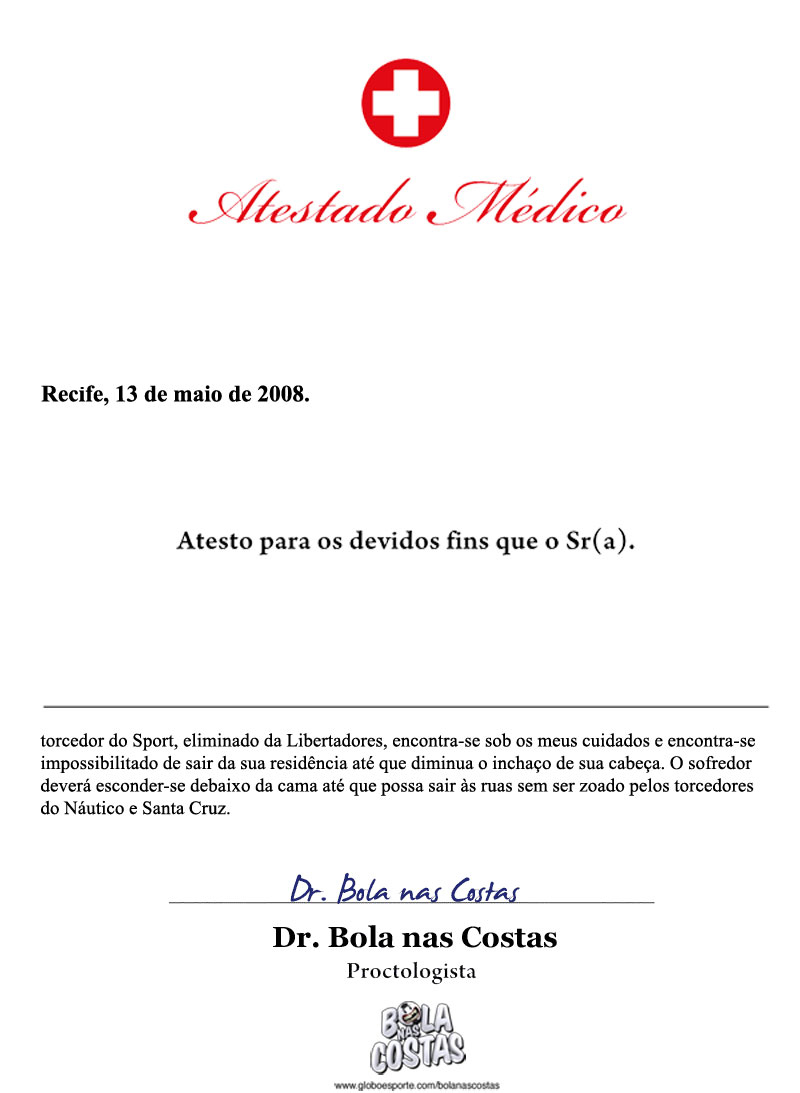 Atestado Médico
Recife, 13 de maio de 2008.
Atesto para os devidos fins que o Sr(a).
torcedor do Sport, eliminado da Libertadores, encontra-se sob os meus cuidados e encontra-se
impossibilitado de sair da sua residência até que diminua o inchaço de sua cabeça. O sofredor
deverá esconder-se debaixo da cama até que possa sair às ruas sem ser zoado pelos torcedores
do Náutico e Santa Cruz.
Dr. Bola nas Costas
Dr. Bola nas Costas
Proctologista
BOLA
NAS
COSTAS
www.globoesporte.com/bolanascostas